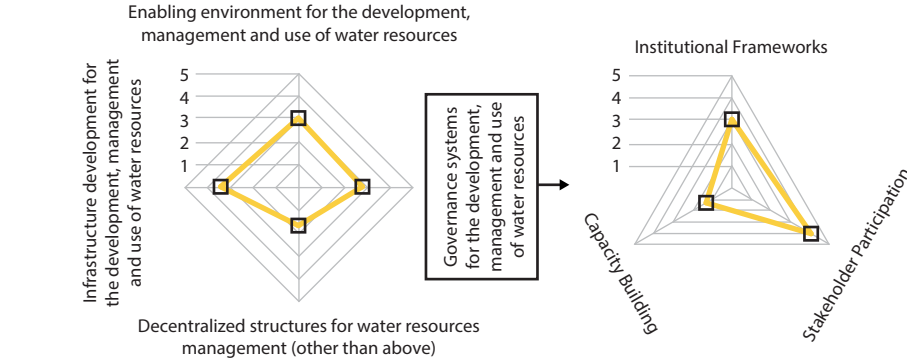 Enabling environment for the development,
management and use of water resources
Infrastructure development for
the development, management
and use of water resources
5
4
3
2
1
Decentralized structures for water resources
management (other than above)
Governance systems
for the development,
management and use
of water resources
Institutional Frameworks
5
4
3
2
1
Capacity Building
Stakeholder Participation